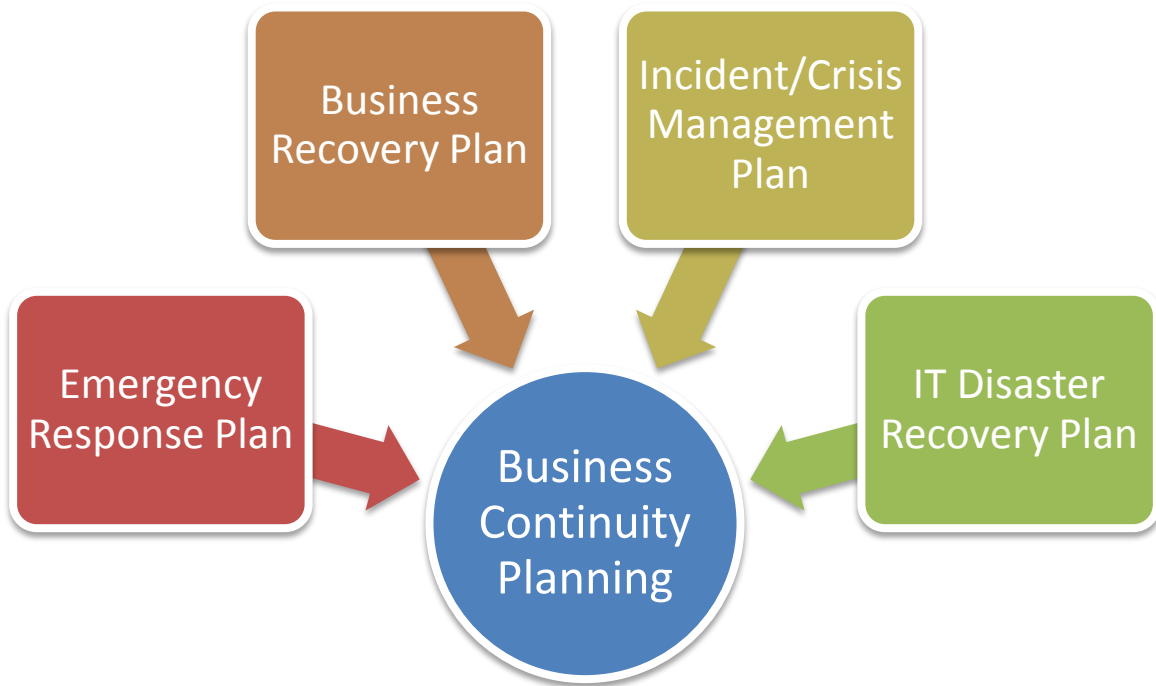 Business
Recovery Plan
Incident/Crisis
Management
Plan
Emergency
Response Plan
IT Disaster
Recovery Plan
Business
Continuity
Planning